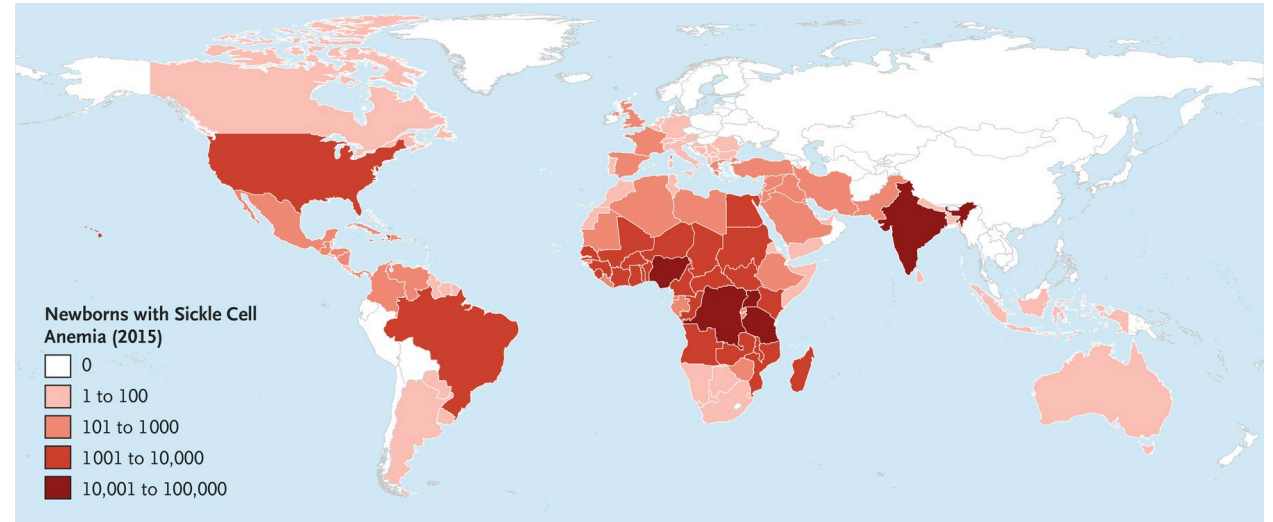 Newborns with Sickle Cell
Anemia (2015)
0
1 to 100
101 to 1000
1001 to 10,000
10,001 to 100,000